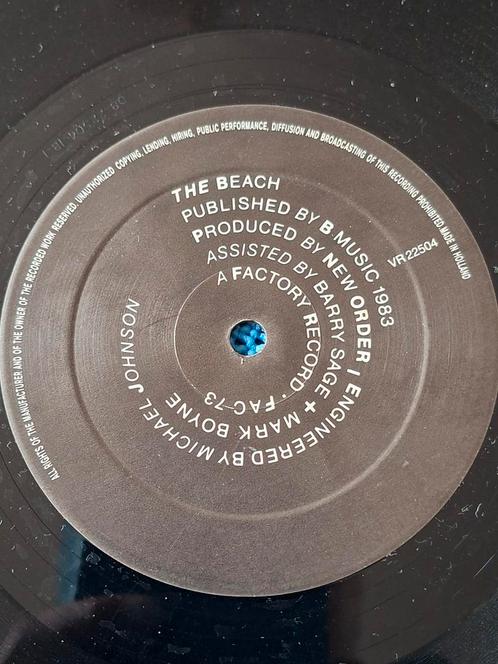 THE BEACH
PUBLISHED BY B MUSIC 1983
PRODUCED BY NEW ORDER I ENGINEERED BY MICHAEL JOHNSON
ASSISTED BY BARRY SAGE + MARK BOYNE
A FACTORY RECORD · FAC 73
VR 22504
ALL RIGHTS OF THE MANUFACTURER AND OF THE OWNER OF THE RECORDED WORK RESERVED. UNAUTHORIZED COPYING, LENDING, HIRING, PUBLIC PERFORMANCE, DIFFUSION AND BROADCASTING OF THIS RECORDING PROHIBITED MADE IN HOLLAND